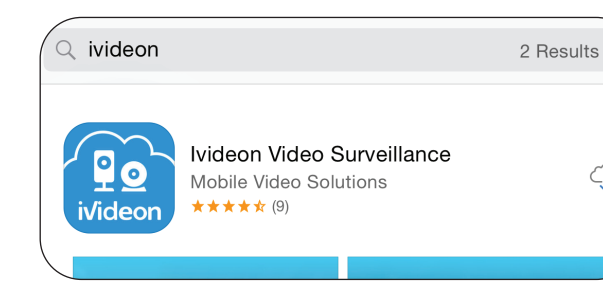 ivideon 2 Results
iVideon
Ivideon Video Surveillance
Mobile Video Solutions
(9)